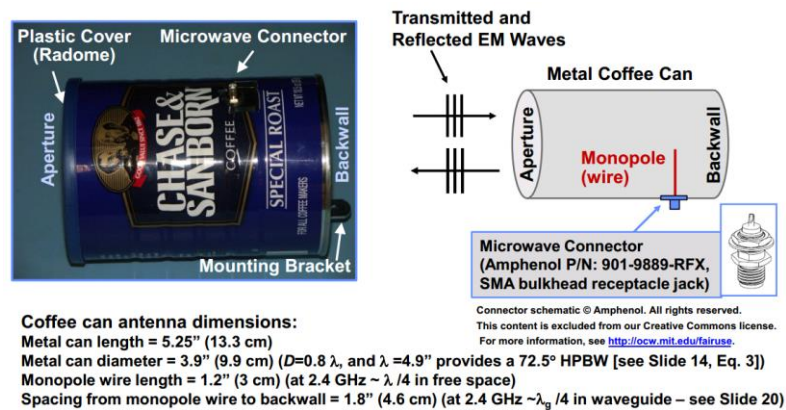 Plastic Cover
(Radome)
Microwave Connector
Aperture
CHASE &
SANBORN
COFFEE
SPECIAL ROAST
FOR ALL COFFEE MAKERS
Backwall
Mounting Bracket
Transmitted and
Reflected EM Waves
Metal Coffee Can
Aperture
Monopole
(wire)
Backwall
Microwave Connector
(Amphenol P/N: 901-9889-RFX,
SMA bulkhead receptacle jack)
Connector schematic © Amphenol. All rights reserved.
This content is excluded from our Creative Commons license.
For more information, see http://ocw.mit.edu/fairuse.
Coffee can antenna dimensions:
Metal can length = 5.25” (13.3 cm)
Metal can diameter = 3.9” (9.9 cm) (D=0.8 λ, and λ =4.9” provides a 72.5° HPBW [see Slide 14, Eq. 3])
Monopole wire length = 1.2” (3 cm) (at 2.4 GHz ~ λ /4 in free space)
Spacing from monopole wire to backwall = 1.8” (4.6 cm) (at 2.4 GHz ~λg /4 in waveguide – see Slide 20)